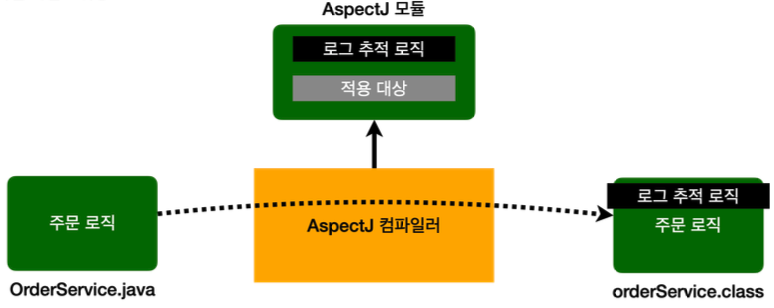 AspectJ 모듈
로그 추적 로직
적용 대상
주문 로직
OrderService.java
AspectJ 컴파일러
로그 추적 로직
주문 로직
orderService.class